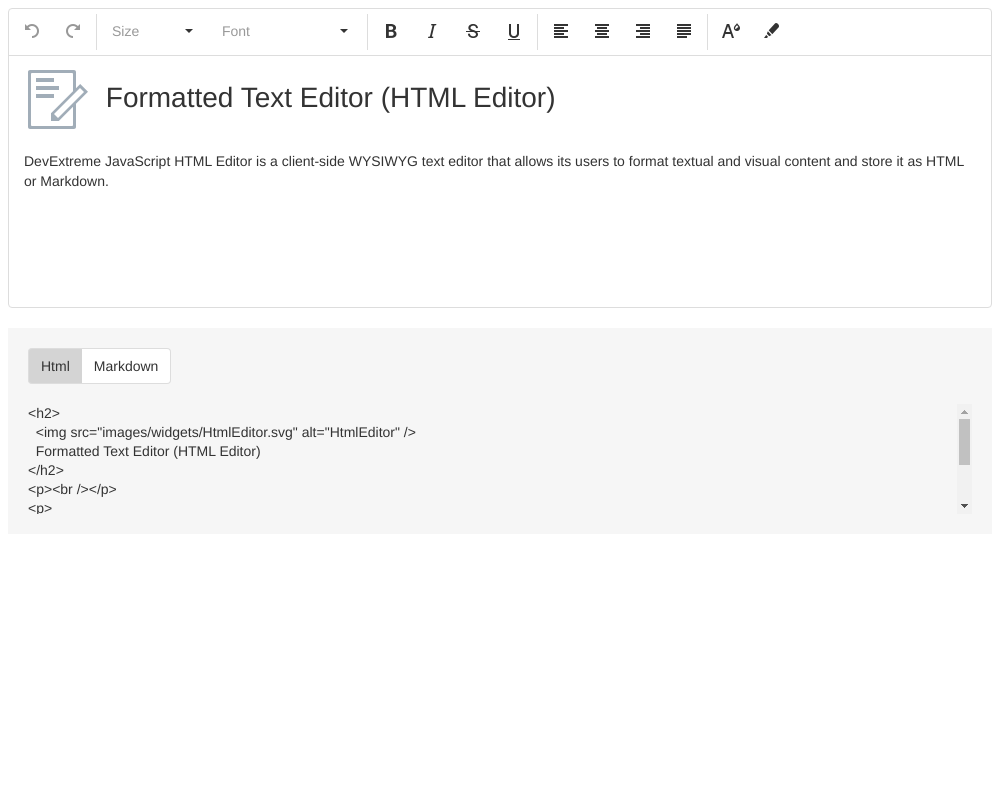 Size Font B I S U A
Formatted Text Editor (HTML Editor)
DevExtreme JavaScript HTML Editor is a client-side WYSIWYG text editor that allows its users to format textual and visual content and store it as HTML
or Markdown.
Html Markdown
<h2>
  <img src="images/widgets/HtmlEditor.svg" alt="HtmlEditor" />
  Formatted Text Editor (HTML Editor)
</h2>
<p><br /></p>
<p>